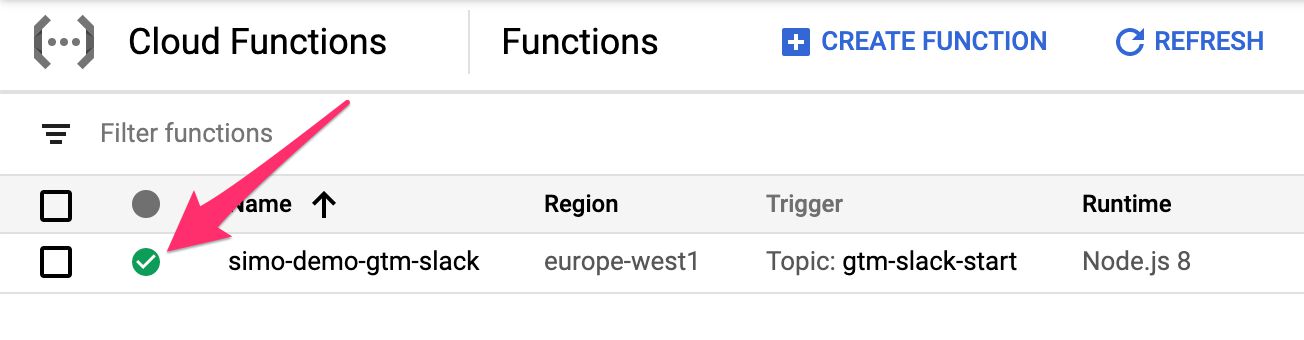 Cloud Functions Functions CREATE FUNCTION REFRESH
Filter functions
Name Region Trigger Runtime
simo-demo-gtm-slack europe-west1 Topic: gtm-slack-start Node.js 8